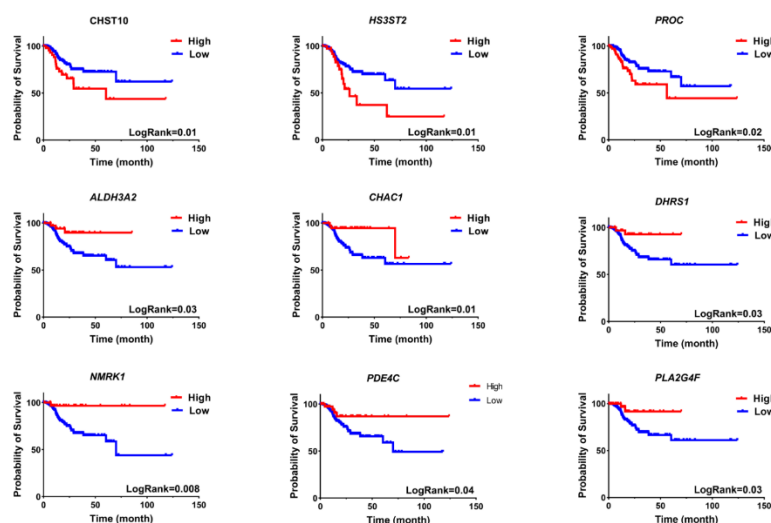 CHST10
Probability of Survival
100
50
0
0
50
100
150
High
Low
LogRank=0.01
Time (month)
HS3ST2
Probability of Survival
100
50
0
0
50
100
150
High
Low
LogRank=0.01
Time (month)
PROC
Probability of Survival
100
50
0
0
50
100
150
High
Low
LogRank=0.02
Time (month)
ALDH3A2
Probability of Survival
100
50
0
0
50
100
150
High
Low
LogRank=0.03
Time (month)
CHAC1
Probability of Survival
100
50
0
0
50
100
150
High
Low
LogRank=0.01
Time (month)
DHRS1
Probability of Survival
100
50
0
0
50
100
150
High
Low
LogRank=0.03
Time (month)
NMRK1
Probability of Survival
100
50
0
0
50
100
150
High
Low
LogRank=0.008
Time (month)
PDE4C
Probability of Survival
100
50
0
0
50
100
150
High
Low
LogRank=0.04
Time (month)
PLA2G4F
Probability of Survival
100
50
0
0
50
100
150
High
Low
LogRank=0.03
Time (month)